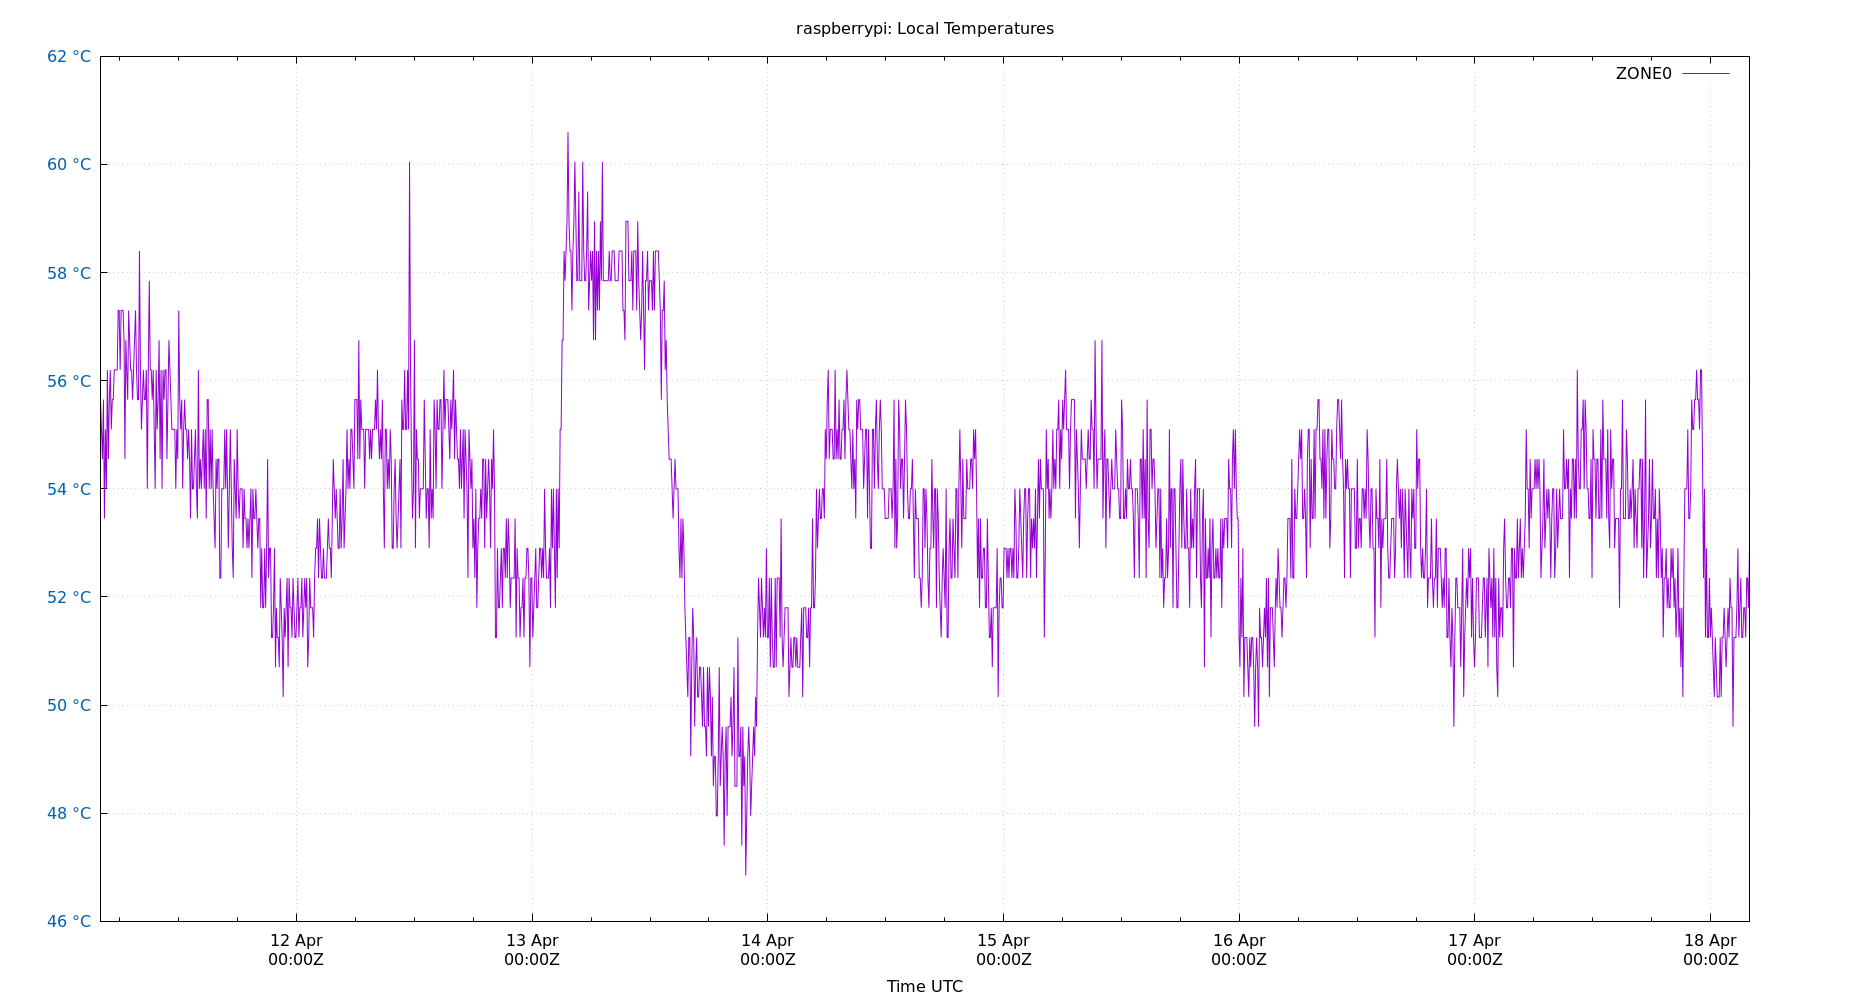 raspberrypi: Local Temperatures
62 °C
ZONE0
60 °C
58 °C
56 °C
54 °C
52 °C
50 °C
48 °C
46 °C
12 Apr 13 Apr 14 Apr 15 Apr 16 Apr 17 Apr 18 Apr
00:00Z 00:00Z 00:00Z 00:00Z 00:00Z 00:00Z 00:00Z
Time UTC